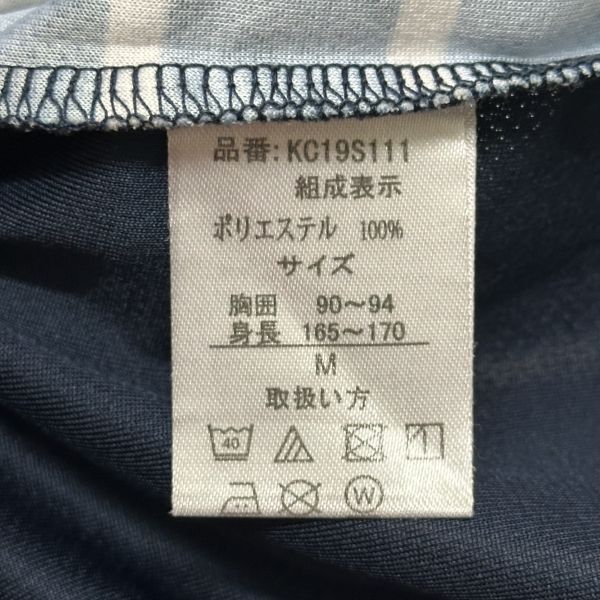 品番:KC19S111
組成表示
ポリエステル 100%
サイズ
胸囲 90～94
身長 165～170
M
取扱い方
40
W